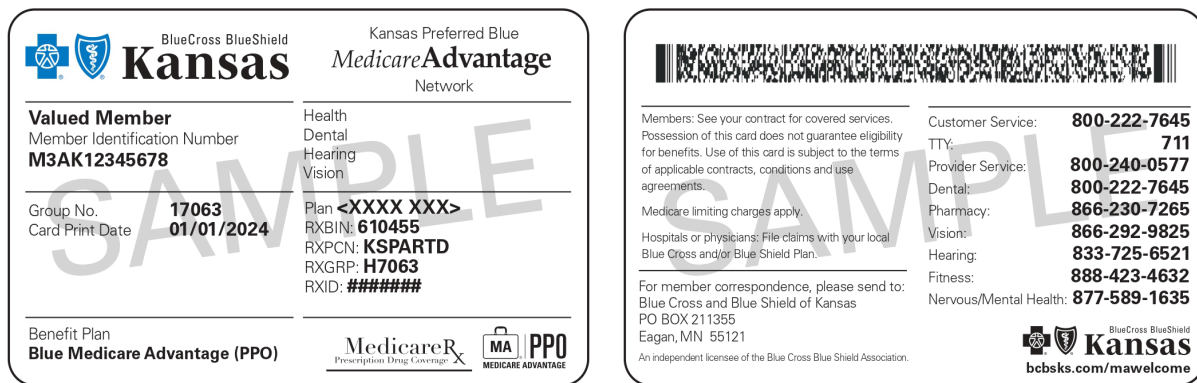 BlueCross BlueShield
Kansas
Kansas Preferred Blue
MedicareAdvantage
Network
Valued Member
Member Identification Number
M3AK12345678
Health
Dental
Hearing
Vision
Group No. 17063
Card Print Date 01/01/2024
Plan <XXXX XXX>
RXBIN: 610455
RXPCN: KSPARTD
RXGRP: H7063
RXID: #######
Benefit Plan
Blue Medicare Advantage (PPO)
MedicareRx
Prescription Drug Coverage
MA PPO
MEDICARE ADVANTAGE
SAMPLE
Members: See your contract for covered services.
Possession of this card does not guarantee eligibility
for benefits. Use of this card is subject to the terms
of applicable contracts, conditions and use
agreements.
Medicare limiting charges apply.
Hospitals or physicians: File claims with your local
Blue Cross and/or Blue Shield Plan.
For member correspondence, please send to:
Blue Cross and Blue Shield of Kansas
PO BOX 211355
Eagan, MN 55121
An independent licensee of the Blue Cross Blue Shield Association.
Customer Service: 800-222-7645
TTY: 711
Provider Service: 800-240-0577
Dental: 800-222-7645
Pharmacy: 866-230-7265
Vision: 866-292-9825
Hearing: 833-725-6521
Fitness: 888-423-4632
Nervous/Mental Health: 877-589-1635
BlueCross BlueShield
Kansas
bcbsks.com/mawelcome
SAMPLE